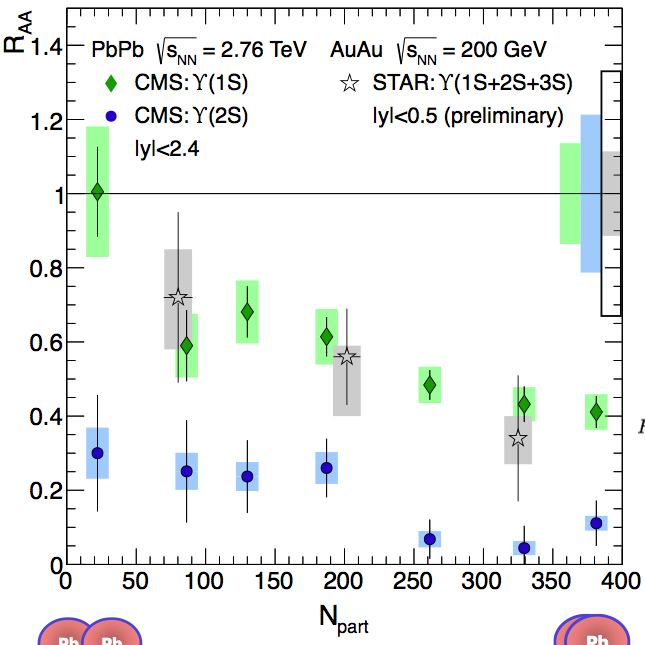 R_AA
PbPb √s_NN = 2.76 TeV AuAu √s_NN = 200 GeV
CMS: ϒ(1S) STAR: ϒ(1S+2S+3S)
CMS: ϒ(2S) |y|<0.5 (preliminary)
|y|<2.4
1.4
1.2
1
0.8
0.6
0.4
0.2
0
0 50 100 150 200 250 300 350 400
N_part
Pb Pb Pb